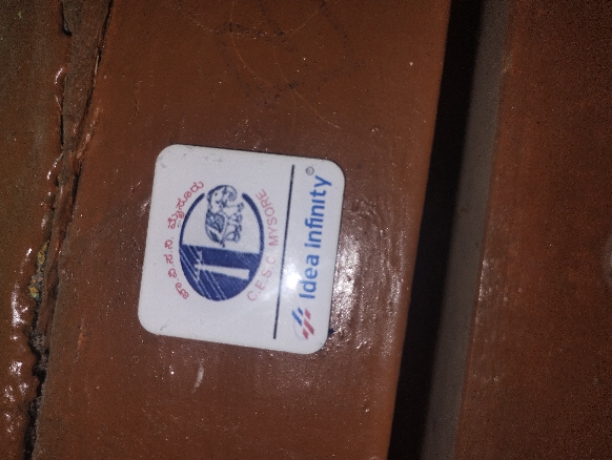 ಚಾ.ವಿ.ಸ.ನಿ ಮೈಸೂರು
C.E.S.C. MYSORE
Idea Infinity